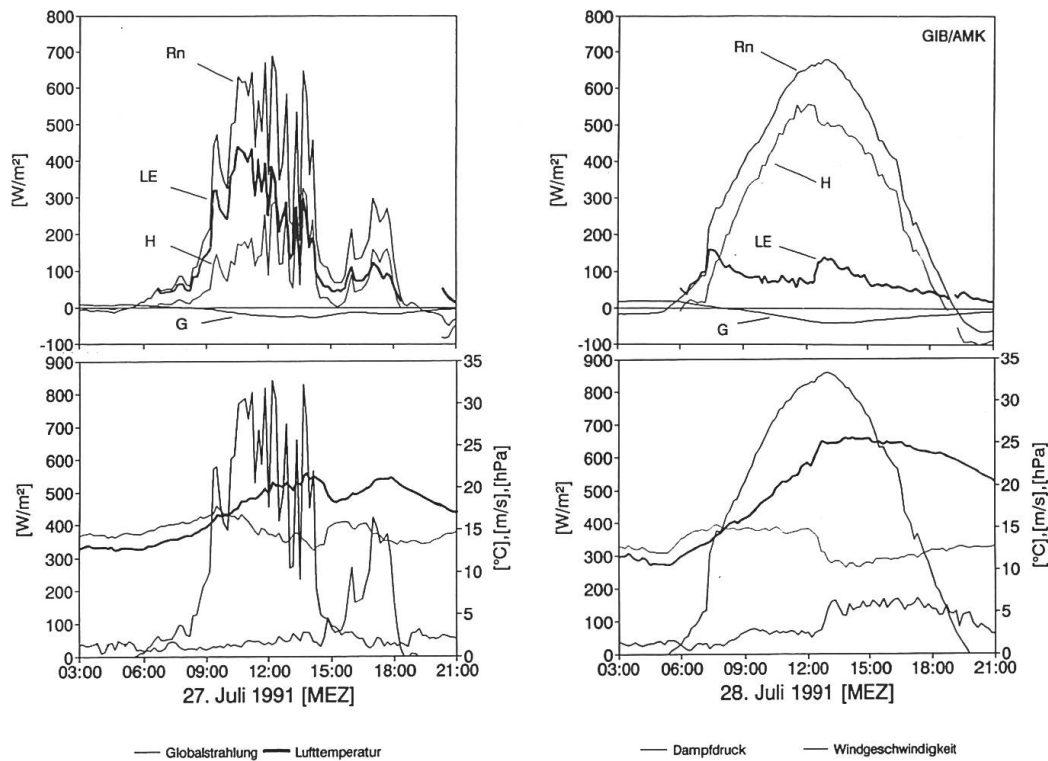 800
700
600
500
400
300
200
100
0
-100
[W/m²]
Rn
LE
H
G
800
700
600
500
400
300
200
100
0
-100
[W/m²]
GIB/AMK
Rn
H
LE
G
900
800
700
600
500
400
300
200
100
0
[W/m²]
35
30
25
20
15
10
5
0
[°C],[m/s],[hPa]
03:00 06:00 09:00 12:00 15:00 18:00 21:00
27. Juli 1991 [MEZ]
900
800
700
600
500
400
300
200
100
0
[W/m²]
35
30
25
20
15
10
5
0
[°C],[m/s],[hPa]
03:00 06:00 09:00 12:00 15:00 18:00 21:00
28. Juli 1991 [MEZ]
Globalstrahlung Lufttemperatur
Dampfdruck Windgeschwindigkeit